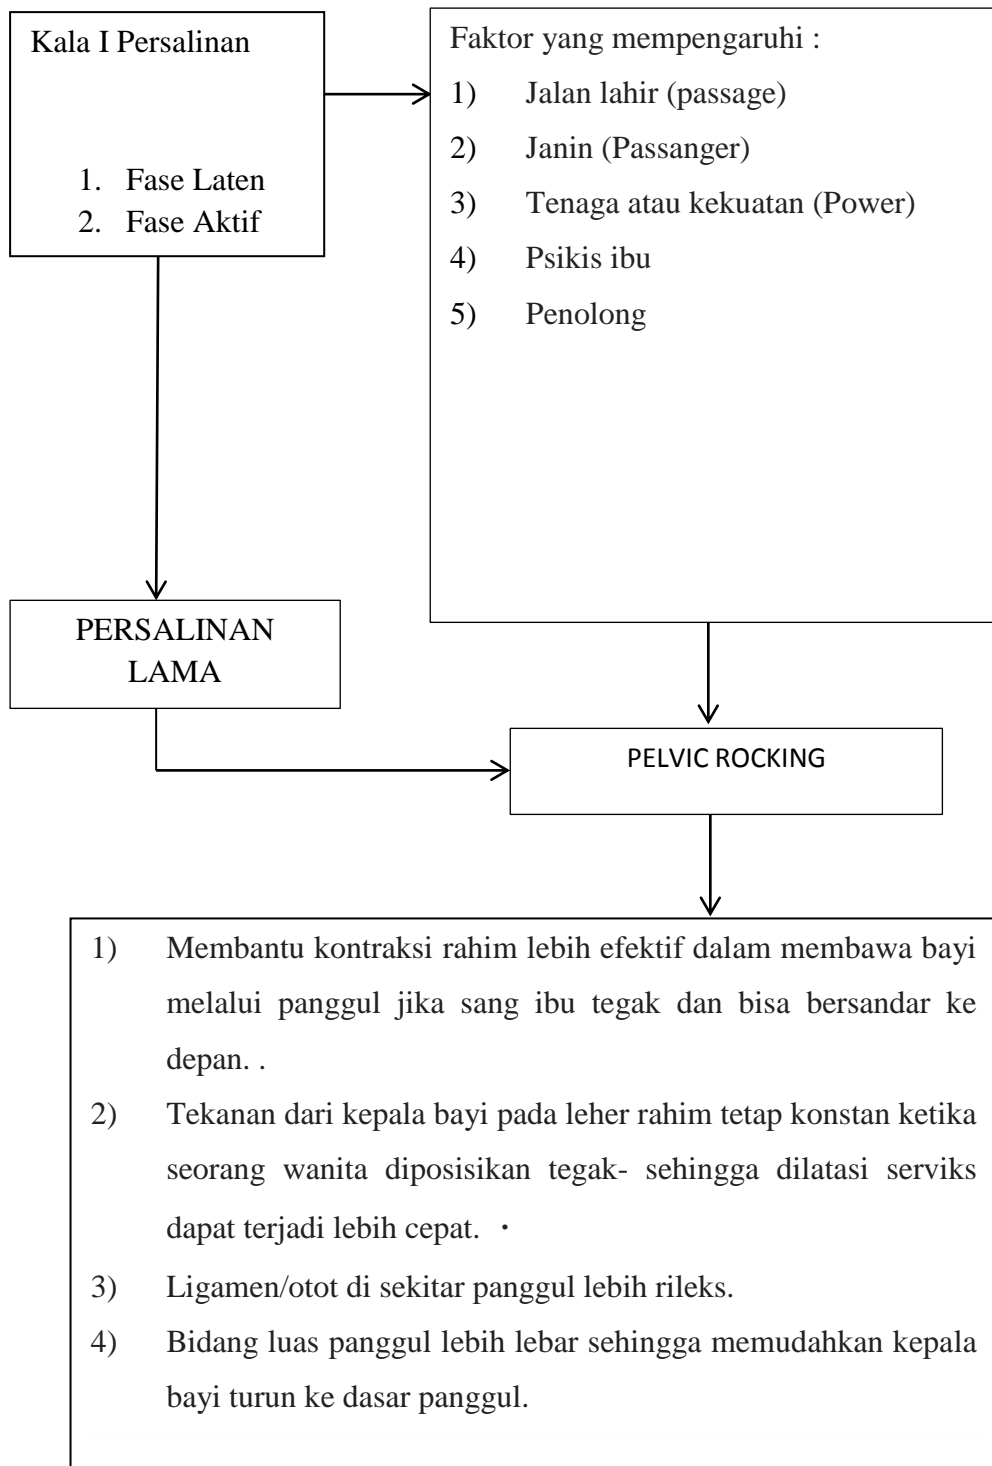 Kala I Persalinan
1. Fase Laten
2. Fase Aktif
Faktor yang mempengaruhi :
1) Jalan lahir (passage)
2) Janin (Passanger)
3) Tenaga atau kekuatan (Power)
4) Psikis ibu
5) Penolong
PERSALINAN
LAMA
PELVIC ROCKING
1) Membantu kontraksi rahim lebih efektif dalam membawa bayi
melalui panggul jika sang ibu tegak dan bisa bersandar ke
depan. .
2) Tekanan dari kepala bayi pada leher rahim tetap konstan ketika
seorang wanita diposisikan tegak- sehingga dilatasi serviks
dapat terjadi lebih cepat. ·
3) Ligamen/otot di sekitar panggul lebih rileks.
4) Bidang luas panggul lebih lebar sehingga memudahkan kepala
bayi turun ke dasar panggul.